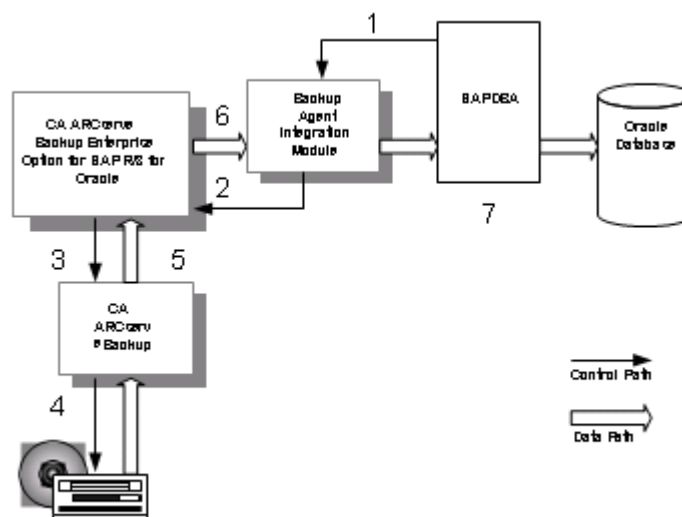 1
Backup
Agent
Integration
Module
SAPDBA
Oracle
Database
CA ARCserve
Backup Enterprise
Option for SAP R/3 for
Oracle
6
2
7
3
5
CA
ARCserv
e Backup
4
Control Path
Data Path